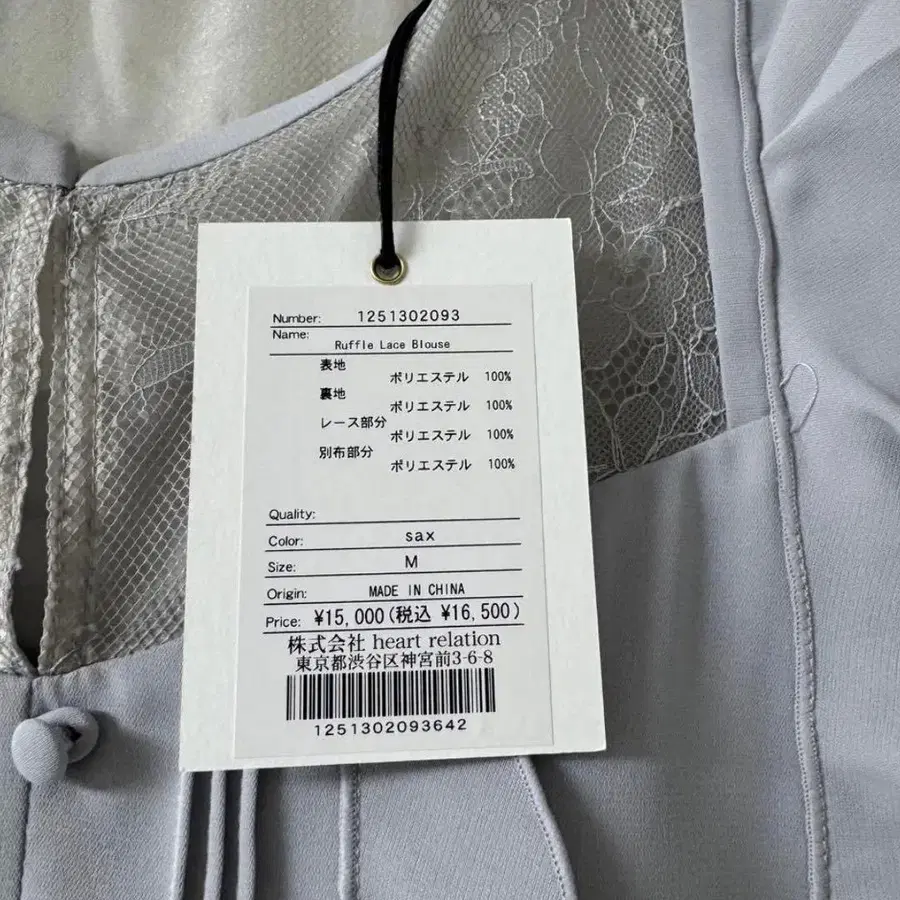 Number: 1251302093
Name:
Ruffle Lace Blouse
表地
ポリエステル 100%
裏地
ポリエステル 100%
レース部分
ポリエステル 100%
別布部分
ポリエステル 100%
Quality:
Color: sax
Size: M
Origin: MADE IN CHINA
Price: ¥15,000(税込 ¥16,500)
株式会社 heart relation
東京都渋谷区神宮前3-6-8
1251302093642